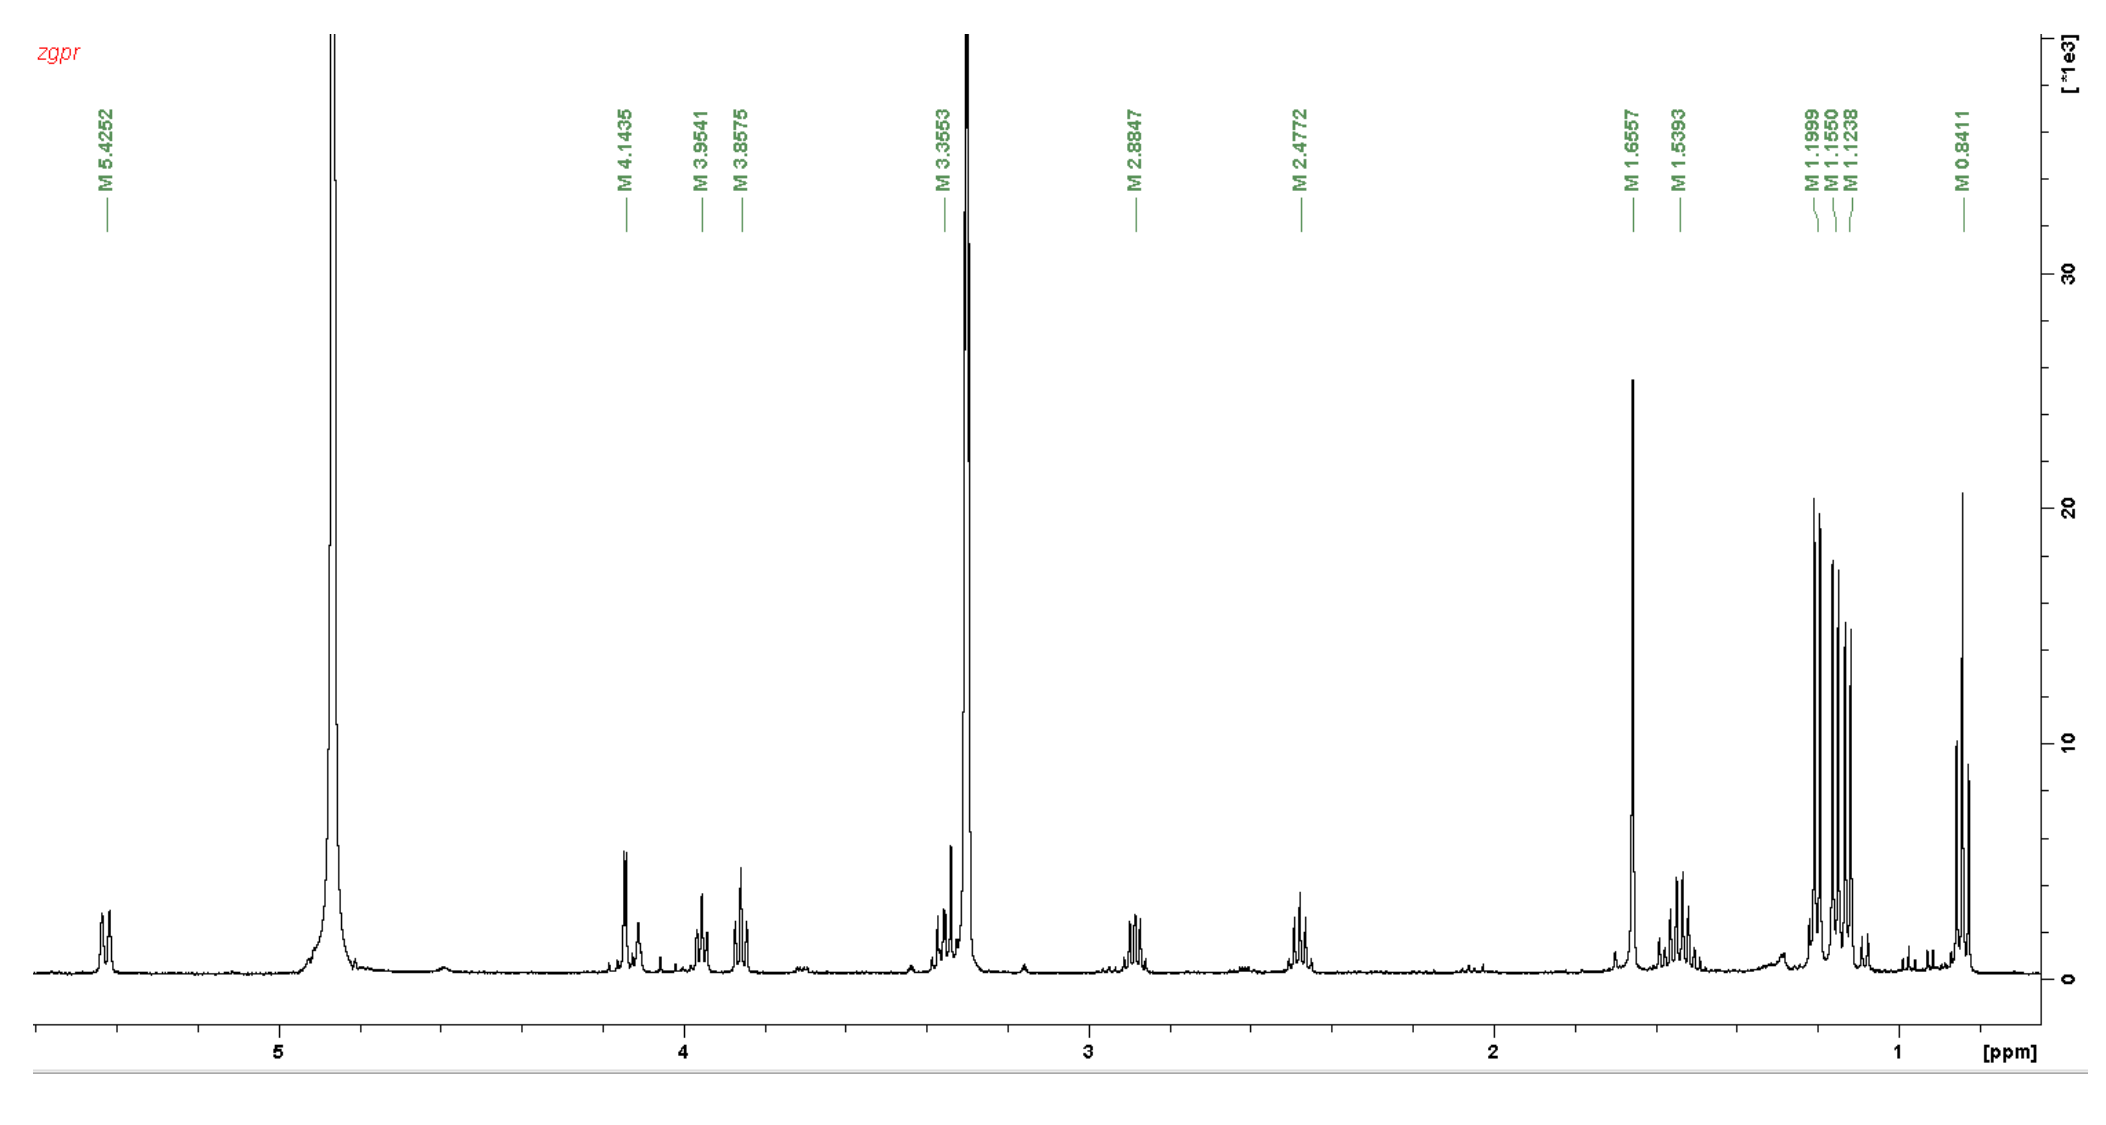 zgpr
[*1e3]
M 5.4252
M 4.1435
M 3.9541
M 3.8575
M 3.3553
M 2.8847
M 2.4772
M 1.6557
M 1.5393
M 1.1999
M 1.1550
M 1.1238
M 0.8411
30
20
10
0
5 4 3 2 1 [ppm]